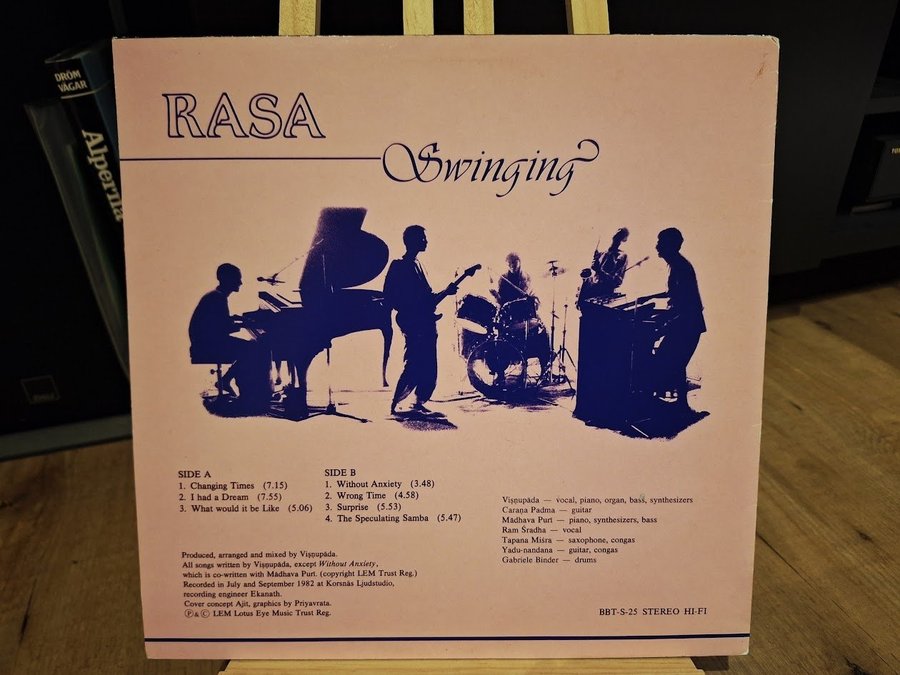 DRÖM
VÄGAR
Alperna
RASA
Swinging
SIDE A
1. Changing Times (7.15)
2. I had a Dream (7.55)
3. What would it be Like (5.06)
SIDE B
1. Without Anxiety (3.48)
2. Wrong Time (4.58)
3. Surprise (5.53)
4. The Speculating Samba (5.47)
Viṣṇupāda — vocal, piano, organ, bass, synthesizers
Caraṇa Padma — guitar
Mādhava Purī — piano, synthesizers, bass
Ram Śradha — vocal
Tapana Miśra — saxophone, congas
Yadu-nandana — guitar, congas
Gabriele Binder — drums
Produced, arranged and mixed by Viṣṇupāda.
All songs written by Viṣṇupāda, except Without Anxiety,
which is co-written with Mādhava Purī. (copyright LEM Trust Reg.)
Recorded in July and September 1982 at Korsnäs Ljudstudio,
recording engineer Ekanath.
Cover concept Ajit, graphics by Priyavrata.
Ⓟ&Ⓒ LEM Lotus Eye Music Trust Reg.
BBT-S-25 STEREO HI-FI